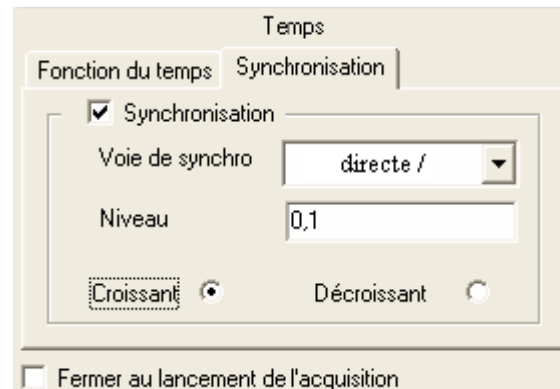 Temps
Fonction du temps Synchronisation
Synchronisation
Voie de synchro directe /
Niveau 0,1
Croissant Décroissant
Fermer au lancement de l'acquisition